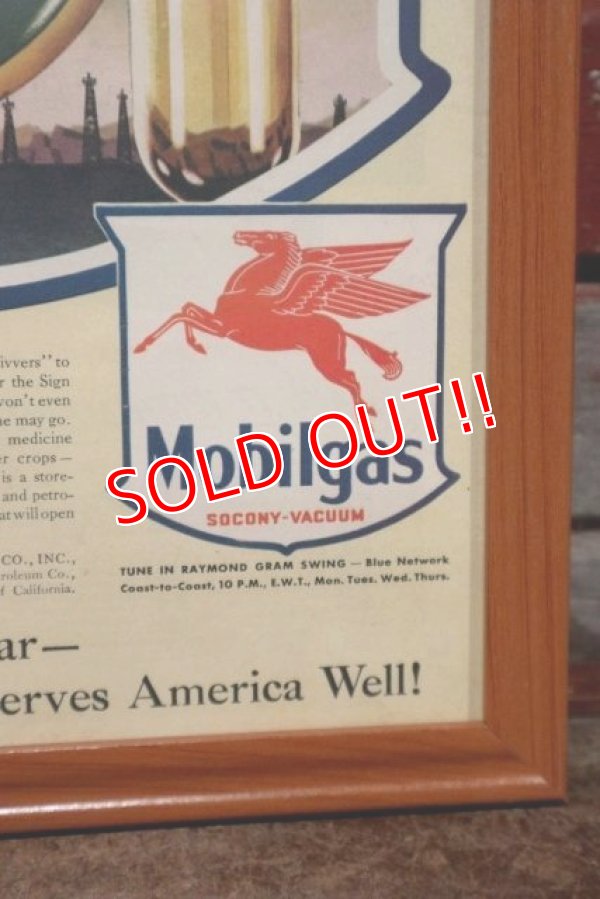 ivvers" to
r the Sign
won't even
ne may go.
medicine
er crops—
is a store-
and petro-
at will open
CO., INC.,
roleum Co.,
f California.
Mobilgas
SOCONY-VACUUM
SOLD OUT!!
TUNE IN RAYMOND GRAM SWING — Blue Network
Coast-to-Coast, 10 P.M., E.W.T., Mon. Tues. Wed. Thurs.
ar—
erves America Well!